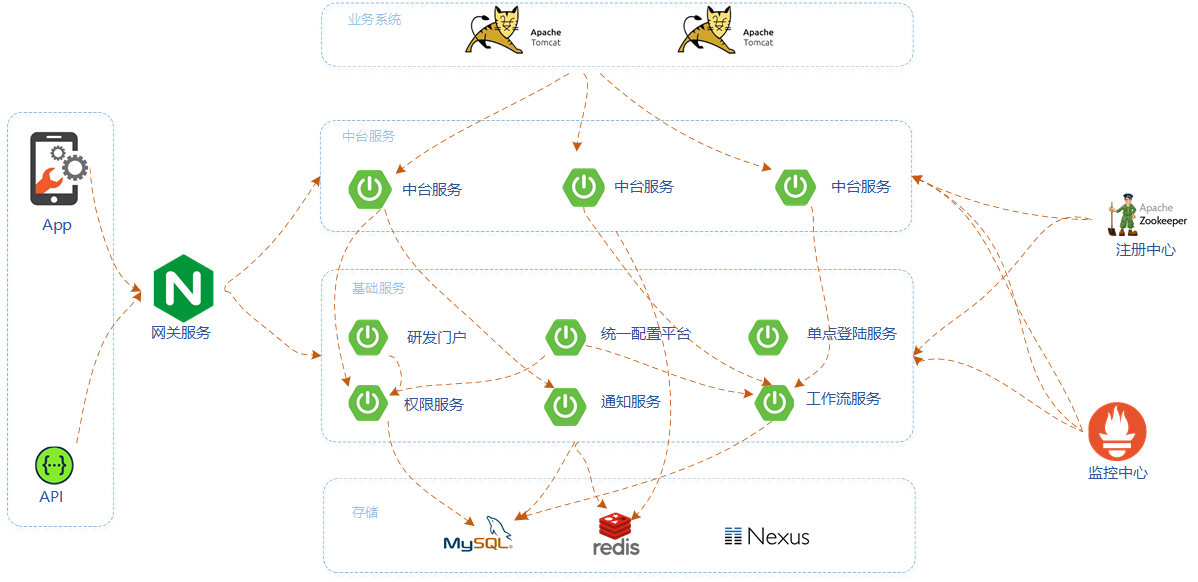 业务系统
Apache
Tomcat
Apache
Tomcat
中台服务
中台服务
中台服务
中台服务
App
Apache
Zookeeper
注册中心
网关服务
基础服务
研发门户
统一配置平台
单点登陆服务
权限服务
通知服务
工作流服务
{··}
API
监控中心
存储
MySQL
redis
Nexus